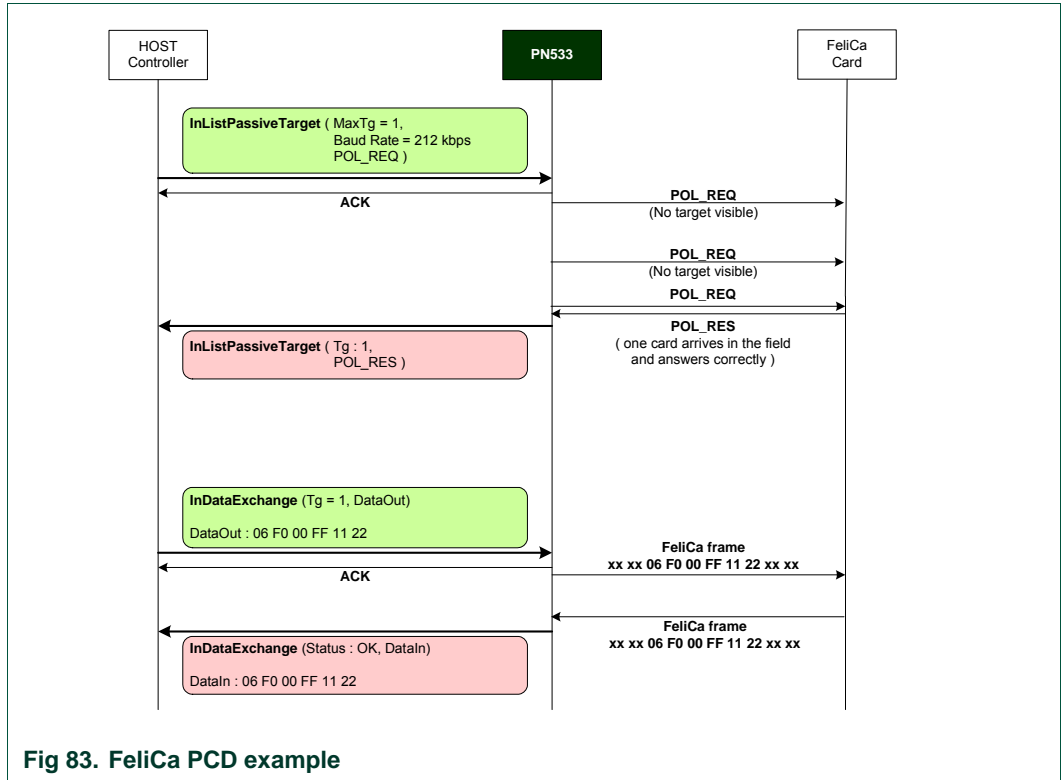 HOST
Controller
PN533
FeliCa
Card
InListPassiveTarget ( MaxTg = 1,
Baud Rate = 212 kbps
POL_REQ )
ACK
POL_REQ
(No target visible)
POL_REQ
(No target visible)
POL_REQ
POL_RES
( one card arrives in the field
and answers correctly )
InListPassiveTarget ( Tg : 1,
POL_RES )
InDataExchange (Tg = 1, DataOut)
DataOut : 06 F0 00 FF 11 22
ACK
FeliCa frame
xx xx 06 F0 00 FF 11 22 xx xx
FeliCa frame
xx xx 06 F0 00 FF 11 22 xx xx
InDataExchange (Status : OK, DataIn)
DataIn : 06 F0 00 FF 11 22
Fig 83. FeliCa PCD example